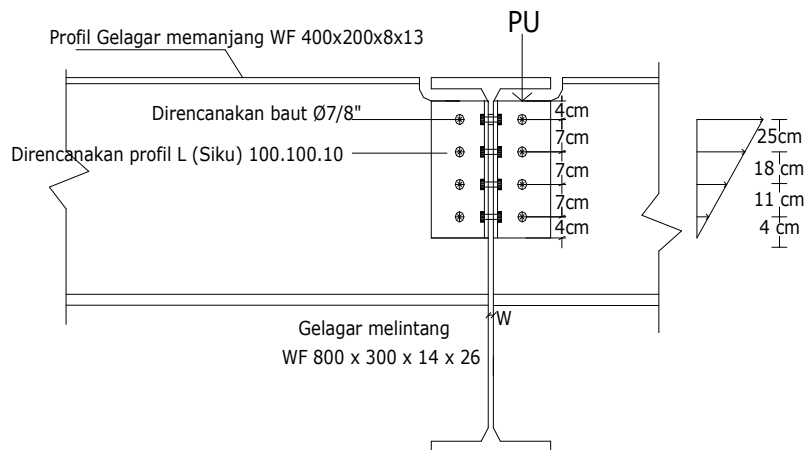 PU
Profil Gelagar memanjang WF 400x200x8x13
Direncanakan baut Ø7/8"
Direncanakan profil L (Siku) 100.100.10
4cm
7cm
7cm
7cm
4cm
25cm
18 cm
11 cm
4 cm
W
Gelagar melintang
WF 800 x 300 x 14 x 26